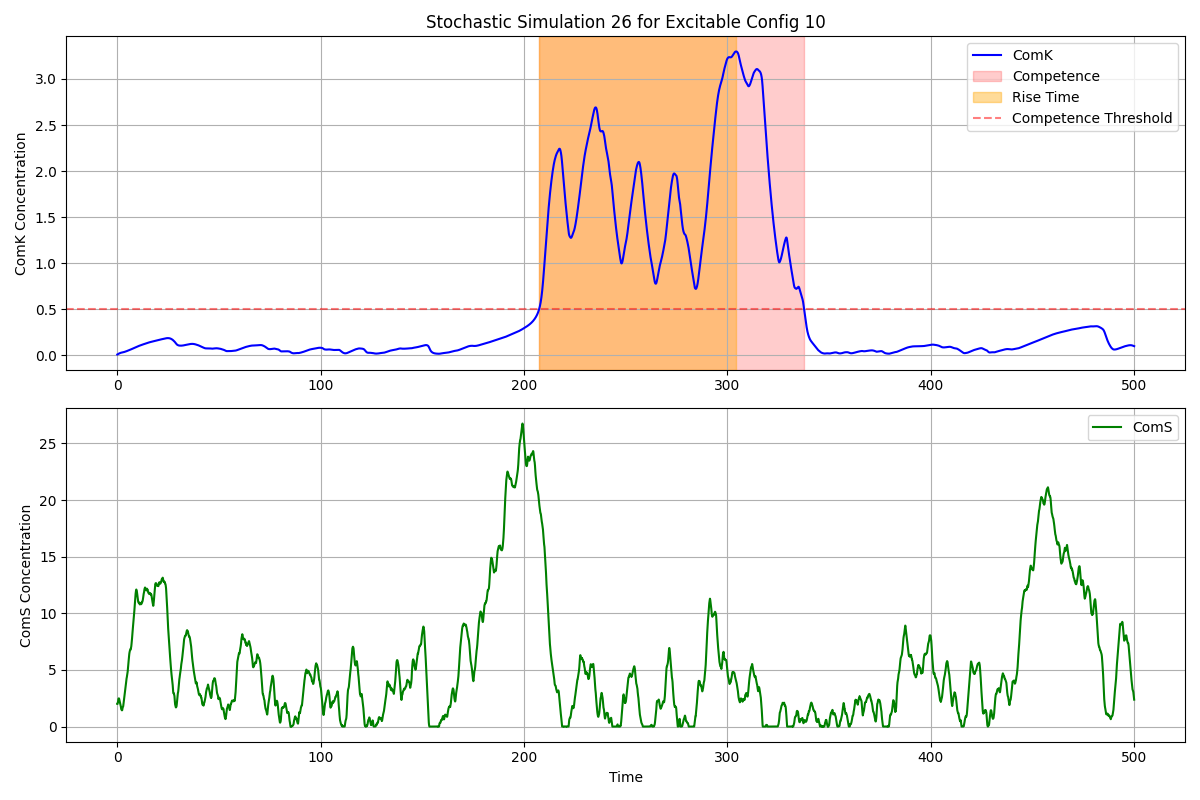 Stochastic Simulation 26 for Excitable Config 10
ComK Concentration
3.0
2.5
2.0
1.5
1.0
0.5
0.0
ComK
Competence
Rise Time
Competence Threshold
0 100 200 300 400 500
ComS Concentration
25
20
15
10
5
0
ComS
0 100 200 300 400 500
Time